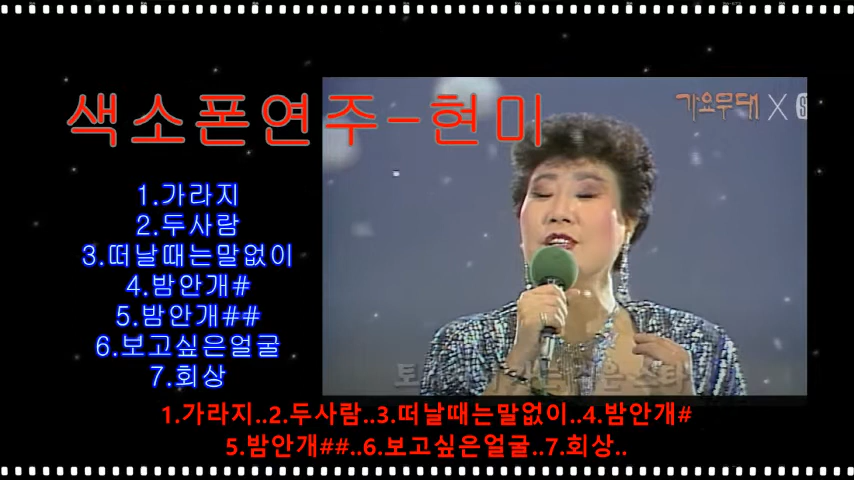 색소폰연주-현미
가요무대 X
1.가라지
2.두사람
3.떠날때는말없이
4.밤안개#
5.밤안개##
6.보고싶은얼굴
7.회상
1.가라지..2.두사람..3.떠날때는말없이..4.밤안개#
5.밤안개##..6.보고싶은얼굴..7.회상..